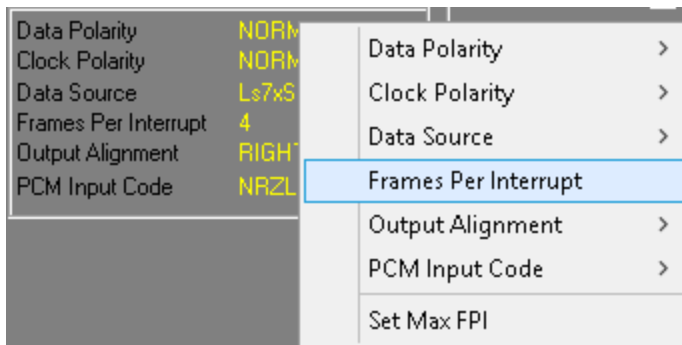 Data Polarity NORM
Clock Polarity NORM
Data Source Ls7xS
Frames Per Interrupt 4
Output Alignment RIGHT
PCM Input Code NRZL
Data Polarity >
Clock Polarity >
Data Source >
Frames Per Interrupt
Output Alignment >
PCM Input Code >
Set Max FPI